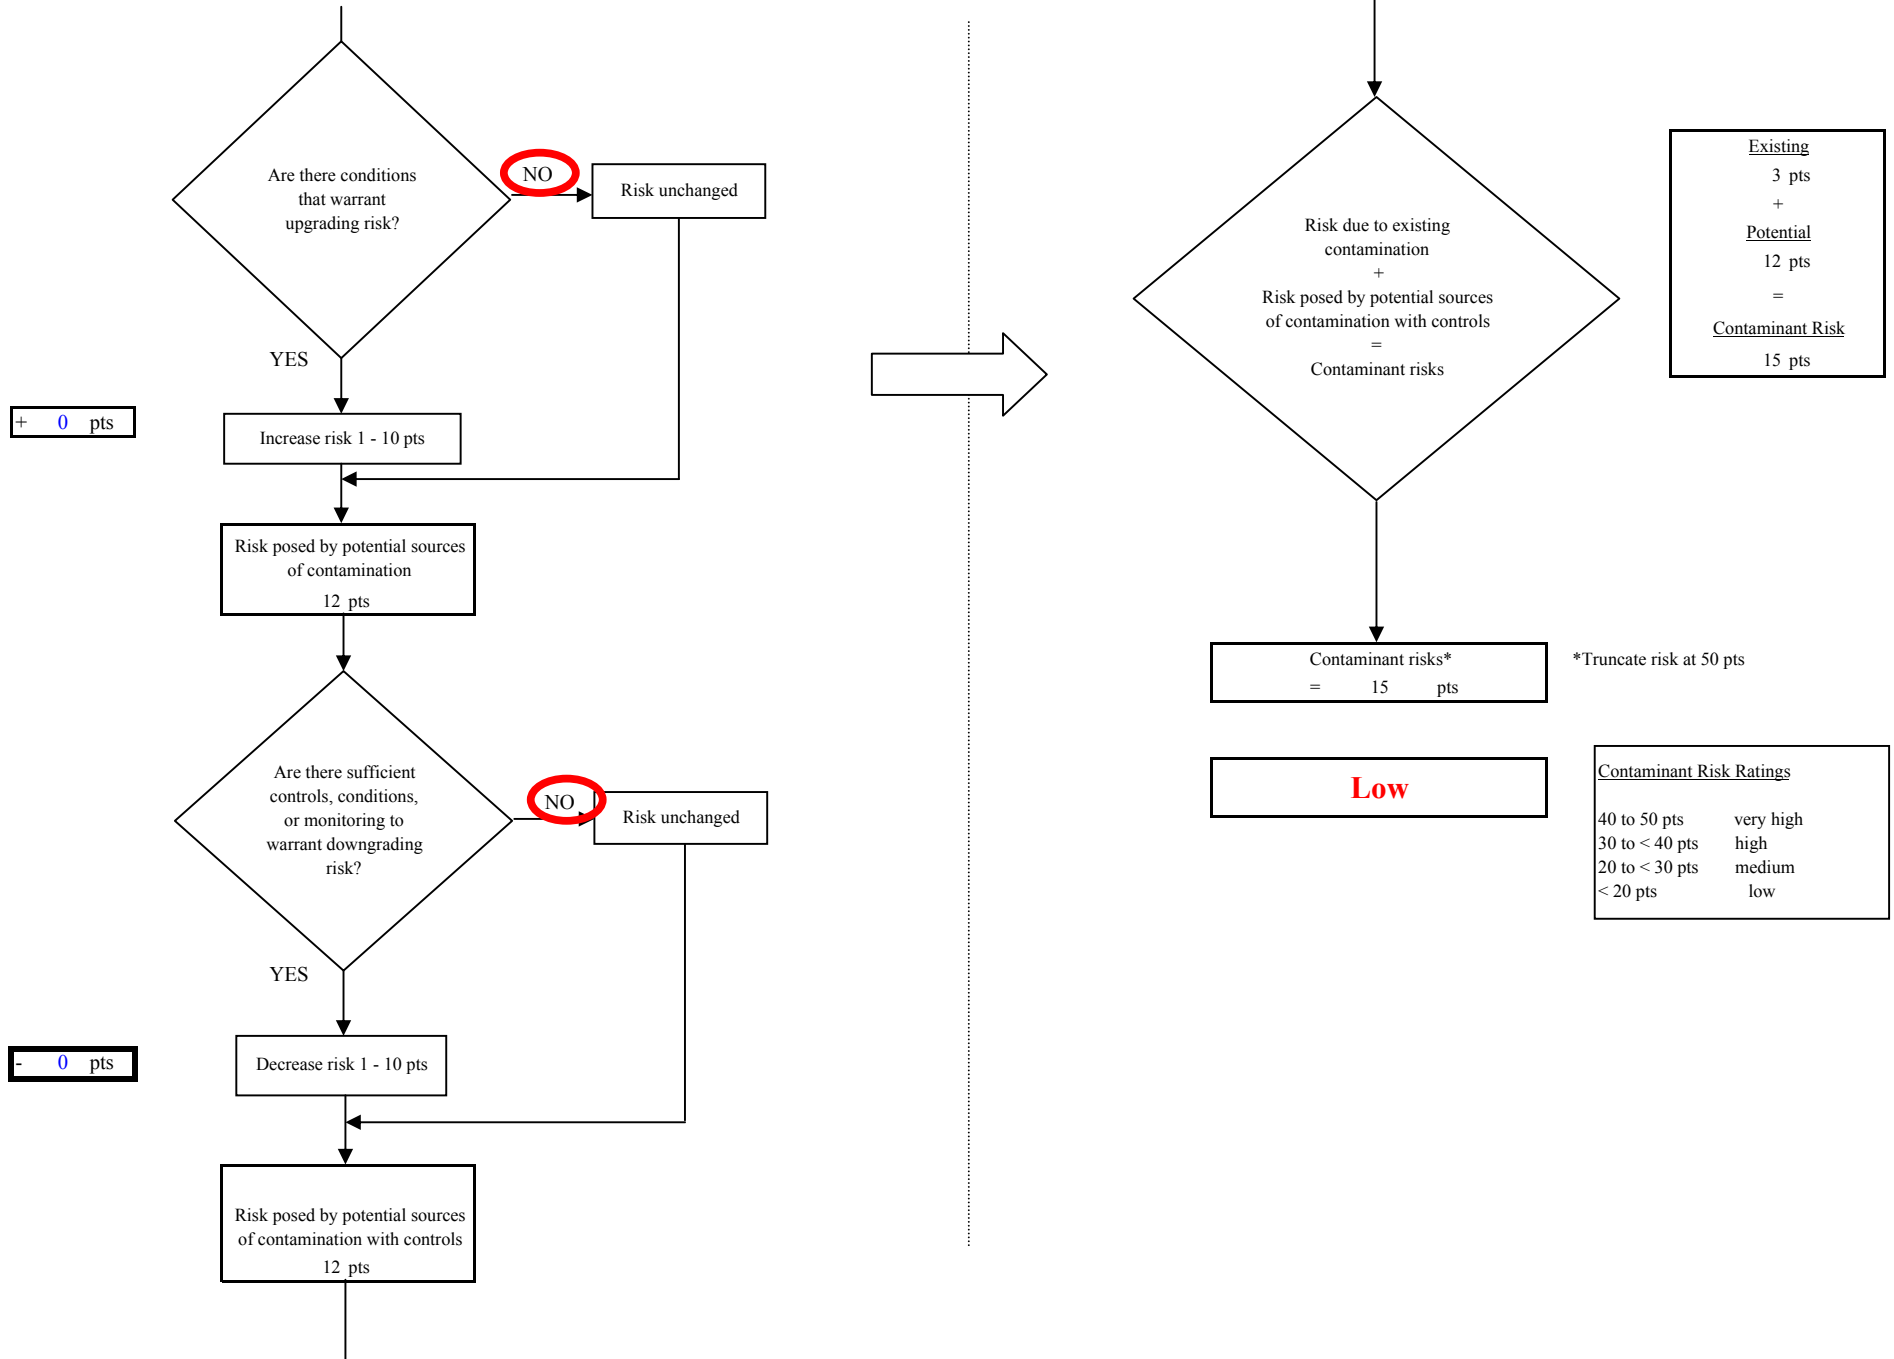 Are there conditions
that warrant
upgrading risk?
NO
Risk unchanged
YES
+ 0 pts
Increase risk 1 - 10 pts
Risk posed by potential sources
of contamination
12 pts
Are there sufficient
controls, conditions,
or monitoring to
warrant downgrading
risk?
NO
Risk unchanged
YES
- 0 pts
Decrease risk 1 - 10 pts
Risk posed by potential sources
of contamination with controls
12 pts
Risk due to existing
contamination
+
Risk posed by potential sources
of contamination with controls
=
Contaminant risks
Existing
3 pts
+
Potential
12 pts
=
Contaminant Risk
15 pts
Contaminant risks*
= 15 pts
*Truncate risk at 50 pts
Low
Contaminant Risk Ratings
40 to 50 pts very high
30 to < 40 pts high
20 to < 30 pts medium
< 20 pts low